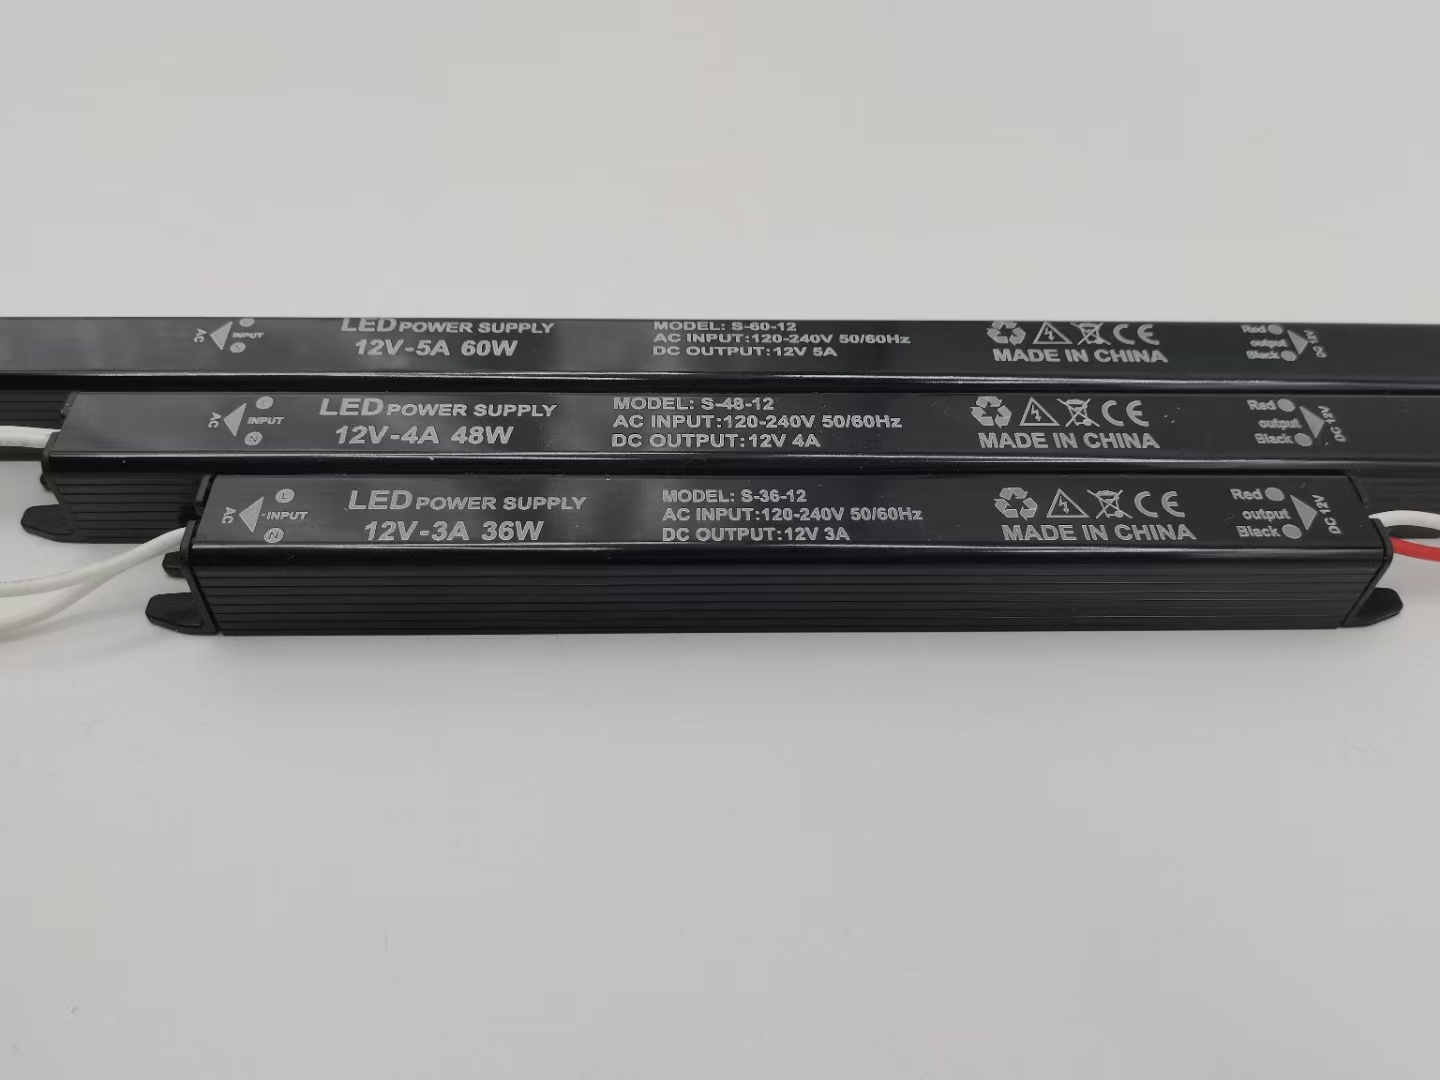 AC INPUT N
LED POWER SUPPLY
12V-5A 60W
MODEL: S-60-12
AC INPUT:120-240V 50/60Hz
DC OUTPUT:12V 5A
CE
MADE IN CHINA
Red
output
Black
DC 12V
L
AC INPUT
N
LED POWER SUPPLY
12V-4A 48W
MODEL: S-48-12
AC INPUT:120-240V 50/60Hz
DC OUTPUT:12V 4A
CE
MADE IN CHINA
Red
output
Black
DC 12V
L
AC INPUT
N
LED POWER SUPPLY
12V-3A 36W
MODEL: S-36-12
AC INPUT:120-240V 50/60Hz
DC OUTPUT:12V 3A
CE
MADE IN CHINA
Red
output
Black
DC 12V